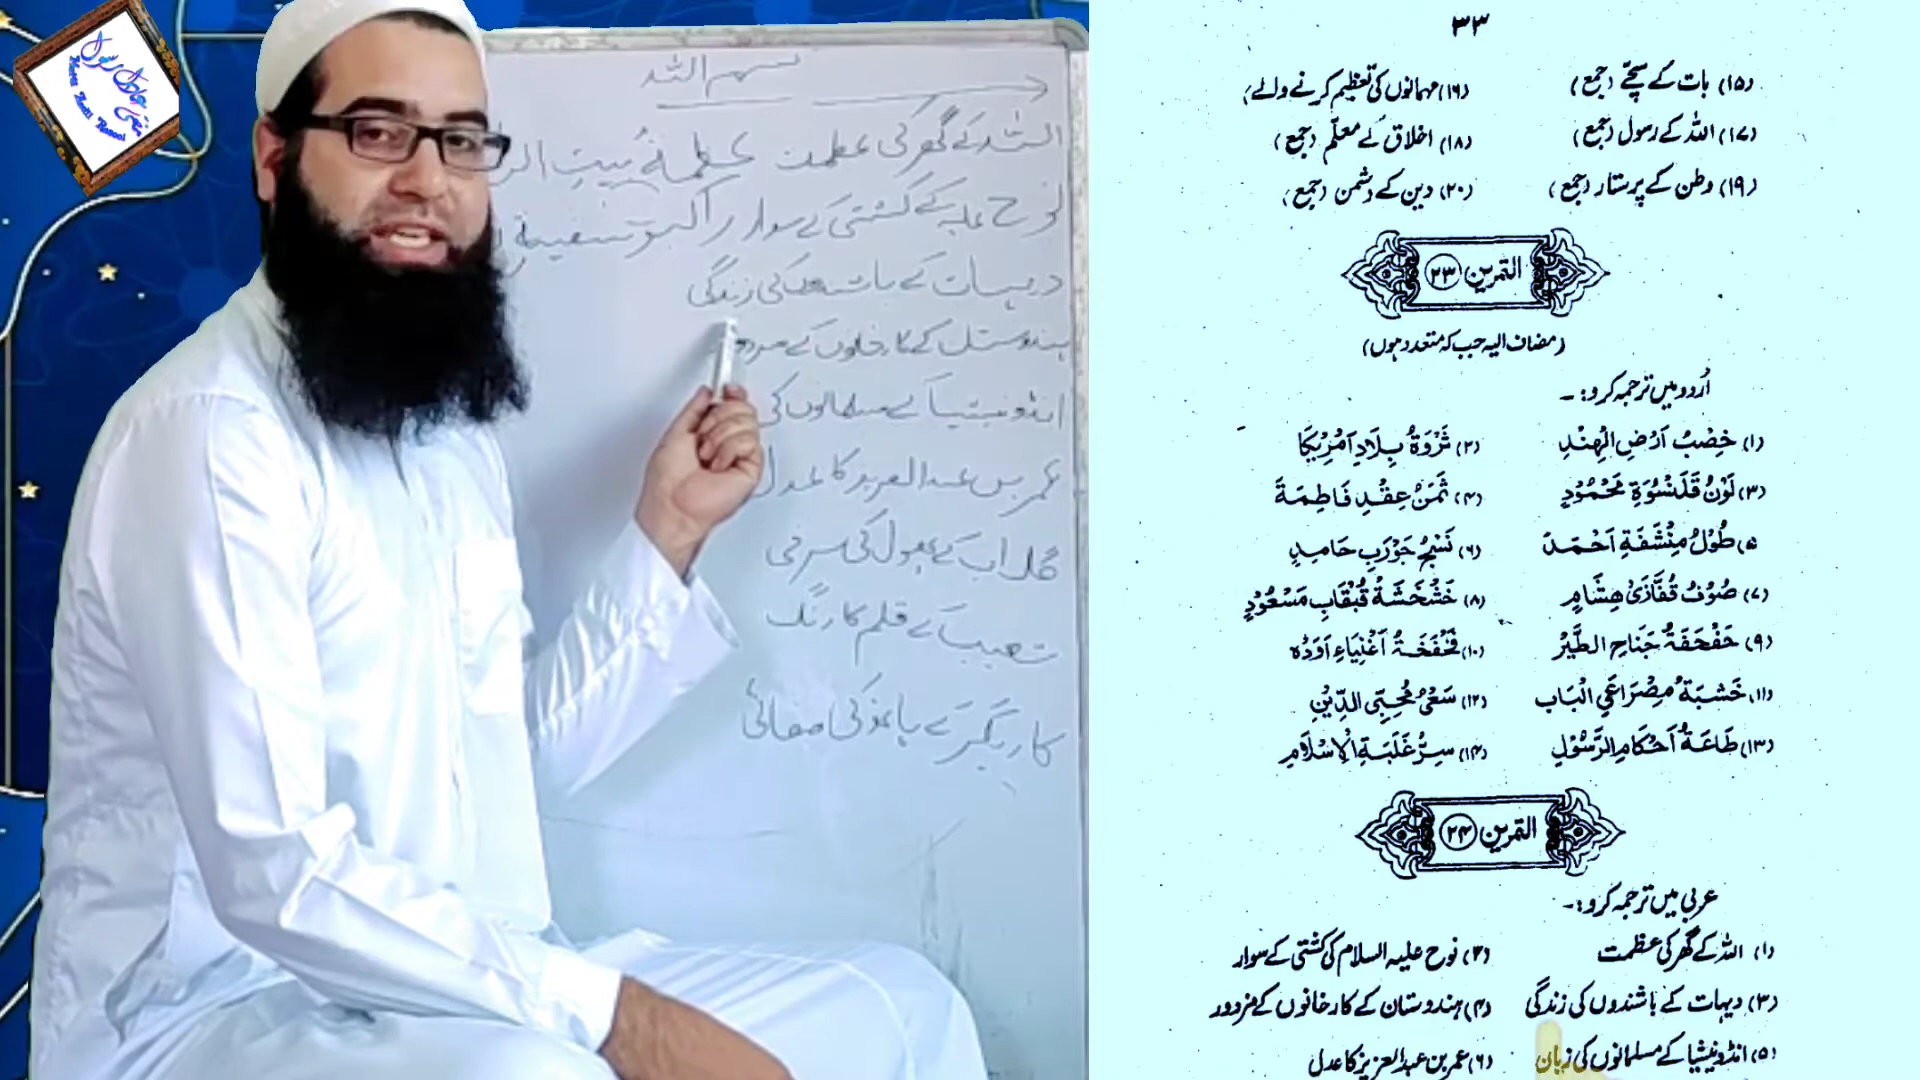 بسم اللہ
اللہ کے گھر کی عظمت عظمۃُ بیتِ
نوح علیہ کے کشتی کے سوار راکبو سفینۃ
دیہات کے باشندوں کی زندگی
ہندوستان کے کارخانوں کے مزدور
انڈونیشیا کے مسلمانوں کی
عمر بن عبد العزیز کا عدل
گلاب کے پھول کی سرخی
شعیب کے قلم کا رنگ
کاریگر کے ہاتھ کی صفائی
۳۳
(۱۵) بات کے سچّے (جمع)
(۱۶) مہمانوں کی تعظیم کرنے والے
(۱۷) اللہ کے رسول (جمع)
(۱۸) اخلاق کے معلّم (جمع)
(۱۹) وطن کے پرستار (جمع)
(۲۰) دین کے دشمن (جمع)
التمرین ۲۳
(مضاف الیہ جب کہ متعدد ہوں)
اُردو میں ترجمہ کرو:۔
(۱) خِصْبُ اَرْضِ الْهِنْدِ
(۲) ثَرْوَةُ بِلَادِ اَمْرِيْكَا
(۳) لَوْنُ قَلَنْسُوَةِ مَحْمُوْدٍ
(۴) ثَمَنُ عِقْدِ فَاطِمَةَ
(۵) طُوْلُ مِنْشَفَةِ اَحْمَدَ
(۶) نَسْجُ جَوْرَبِ حَامِدٍ
(۷) صُوْفُ قُفَّازَىْ هِشَامٍ
(۸) خَشْخَشَةُ قُبْقَابِ مَسْعُوْدٍ
(۹) حَفْحَفَةُ جَنَاحِ الطَّيْرِ
(۱۰) فَخْفَخَةُ اَغْنِيَاءِ اَوَدْه
(۱۱) خَشَبَةُ مِصْرَاعَيِ الْبَاب
(۱۲) سَعْىُ مُحِبِّى الدِّيْنِ
(۱۳) طَاعَةُ اَحْكَامِ الرَّسُوْلِ
(۱۴) سِرُّ غَلَبَةِ الْاِسْلَامِ
التمرین ۲۴
عربی میں ترجمہ کرو:۔
(۱) اللہ کے گھر کی عظمت
(۲) نوح علیہ السلام کی کشتی کے سوار
(۳) دیہات کے باشندوں کی زندگی
(۴) ہندوستان کے کارخانوں کے مزدور
(۵) انڈونیشیا کے مسلمانوں کی زبان
(۶) عمر بن عبدالعزیز کا عدل